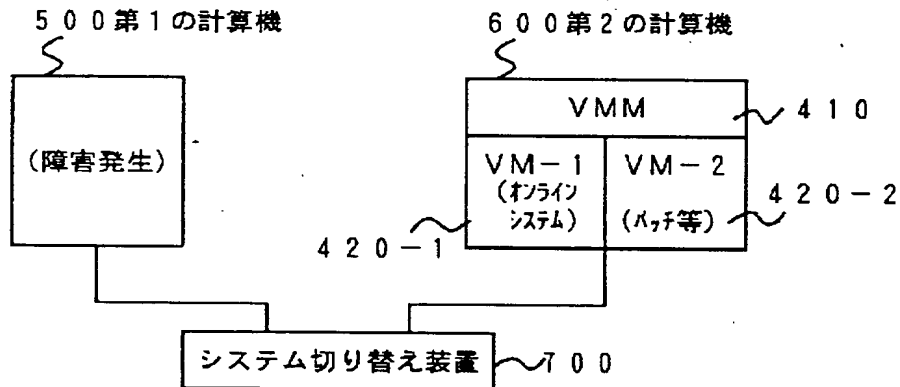 500第1の計算機
600第2の計算機
(障害発生)
VMM
410
VM-1
(オンライン
システム)
VM-2
(バッチ等)
420-1
420-2
システム切り替え装置
700